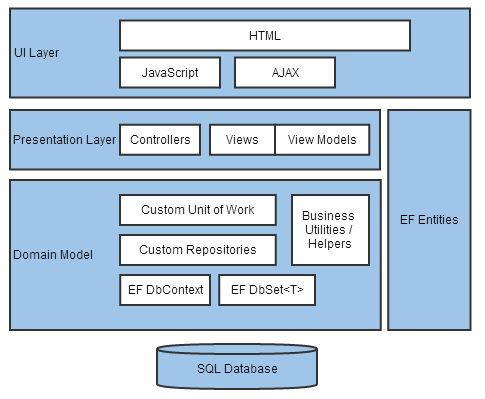 HTML
UI Layer
JavaScript
AJAX
Presentation Layer
Controllers
Views
View Models
EF Entities
Custom Unit of Work
Business
Utilities /
Helpers
Custom Repositories
Domain Model
EF DbContext
EF DbSet<T>
SQL Database